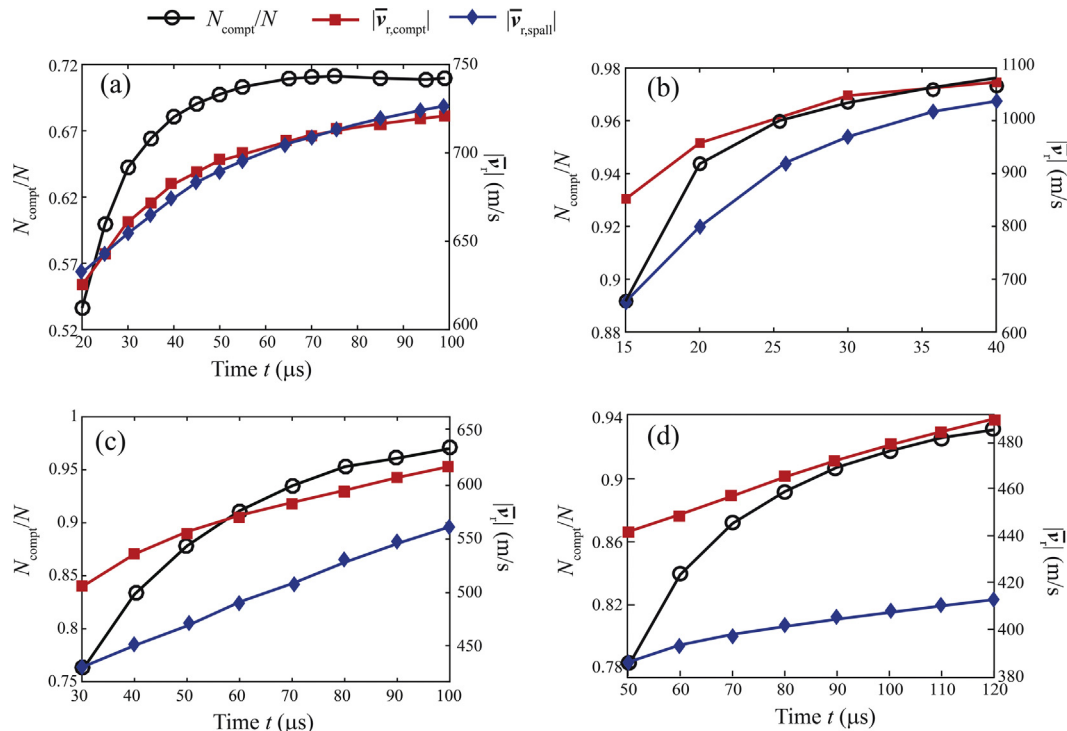 N_compt/N |v̅_r,compt| |v̅_r,spall|
(a)
N_compt/N
0.72
0.67
0.62
0.57
0.52
750
700
650
600
|v̅_r| (m/s)
20 30 40 50 60 70 80 90 100
Time t (μs)
(b)
N_compt/N
0.98
0.96
0.94
0.92
0.9
0.88
1100
1000
900
800
700
600
|v̅_r| (m/s)
15 20 25 30 35 40
Time t (μs)
(c)
N_compt/N
1
0.95
0.9
0.85
0.8
0.75
650
600
550
500
450
|v̅_r| (m/s)
30 40 50 60 70 80 90 100
Time t (μs)
(d)
N_compt/N
0.94
0.9
0.86
0.82
0.78
480
460
440
420
400
380
|v̅_r| (m/s)
50 60 70 80 90 100 110 120
Time t (μs)